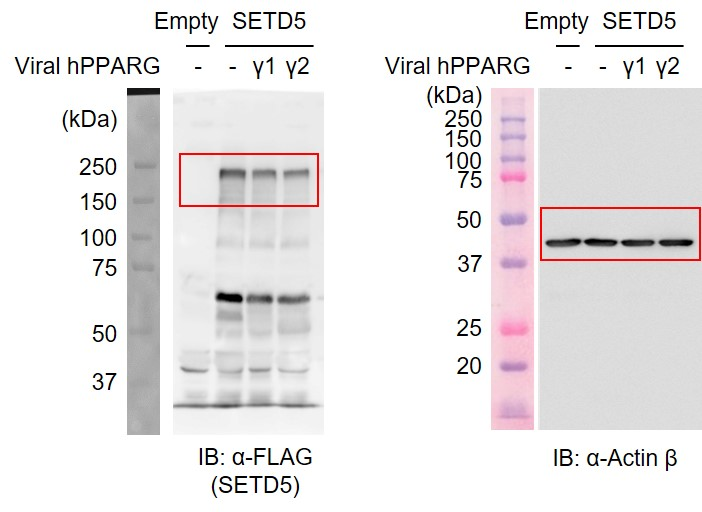 Empty SETD5
Viral hPPARG - - γ1 γ2
(kDa)
250
150
100
75
50
37
IB: α-FLAG
(SETD5)
Empty SETD5
Viral hPPARG - - γ1 γ2
(kDa)
250
150
100
75
50
37
25
20
IB: α-Actin β